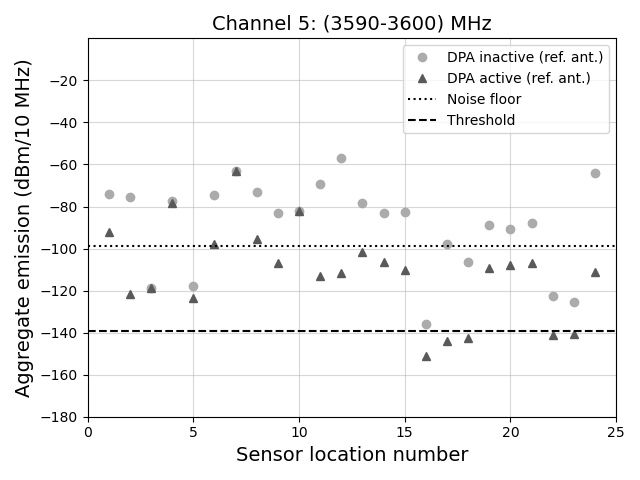 Channel 5: (3590-3600) MHz
DPA inactive (ref. ant.)
DPA active (ref. ant.)
Noise floor
Threshold
Aggregate emission (dBm/10 MHz)
−20
−40
−60
−80
−100
−120
−140
−160
−180
0 5 10 15 20 25
Sensor location number